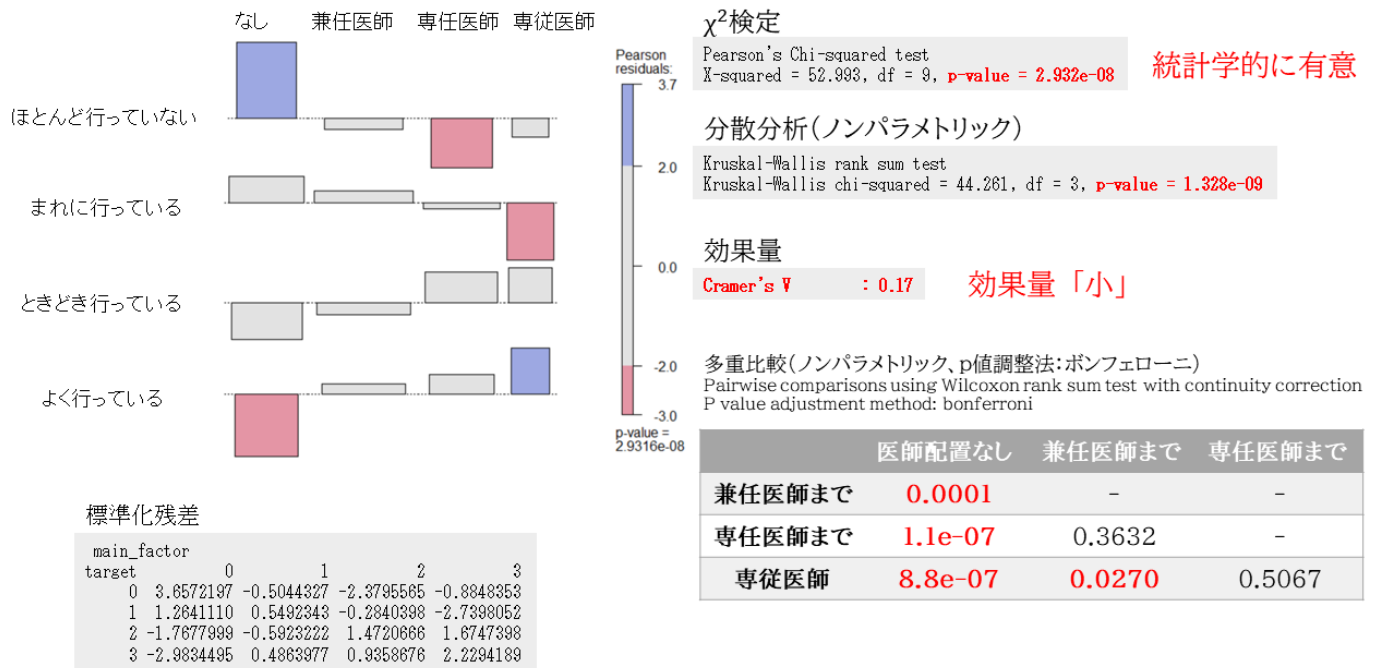 なし 兼任医師 専任医師 専従医師
ほとんど行っていない
まれに行っている
ときどき行っている
よく行っている
Pearson
residuals:
3.7
2.0
0.0
-2.0
-3.0
p-value =
2.9316e-08
標準化残差
main_factor
target 0 1 2 3
0 3.6572197 -0.5044327 -2.3795565 -0.8848353
1 1.2641110 0.5492343 -0.2840398 -2.7398052
2 -1.7677999 -0.5923222 1.4720666 1.6747398
3 -2.9834495 0.4863977 0.9358676 2.2294189
χ²検定
Pearson's Chi-squared test
X-squared = 52.993, df = 9, p-value = 2.932e-08
統計学的に有意
分散分析(ノンパラメトリック)
Kruskal-Wallis rank sum test
Kruskal-Wallis chi-squared = 44.261, df = 3, p-value = 1.328e-09
効果量
Cramer's V : 0.17
効果量「小」
多重比較(ノンパラメトリック、p値調整法:ボンフェローニ)
Pairwise comparisons using Wilcoxon rank sum test with continuity correction
P value adjustment method: bonferroni
医師配置なし 兼任医師まで 専任医師まで
兼任医師まで 0.0001 - -
専任医師まで 1.1e-07 0.3632 -
専従医師 8.8e-07 0.0270 0.5067